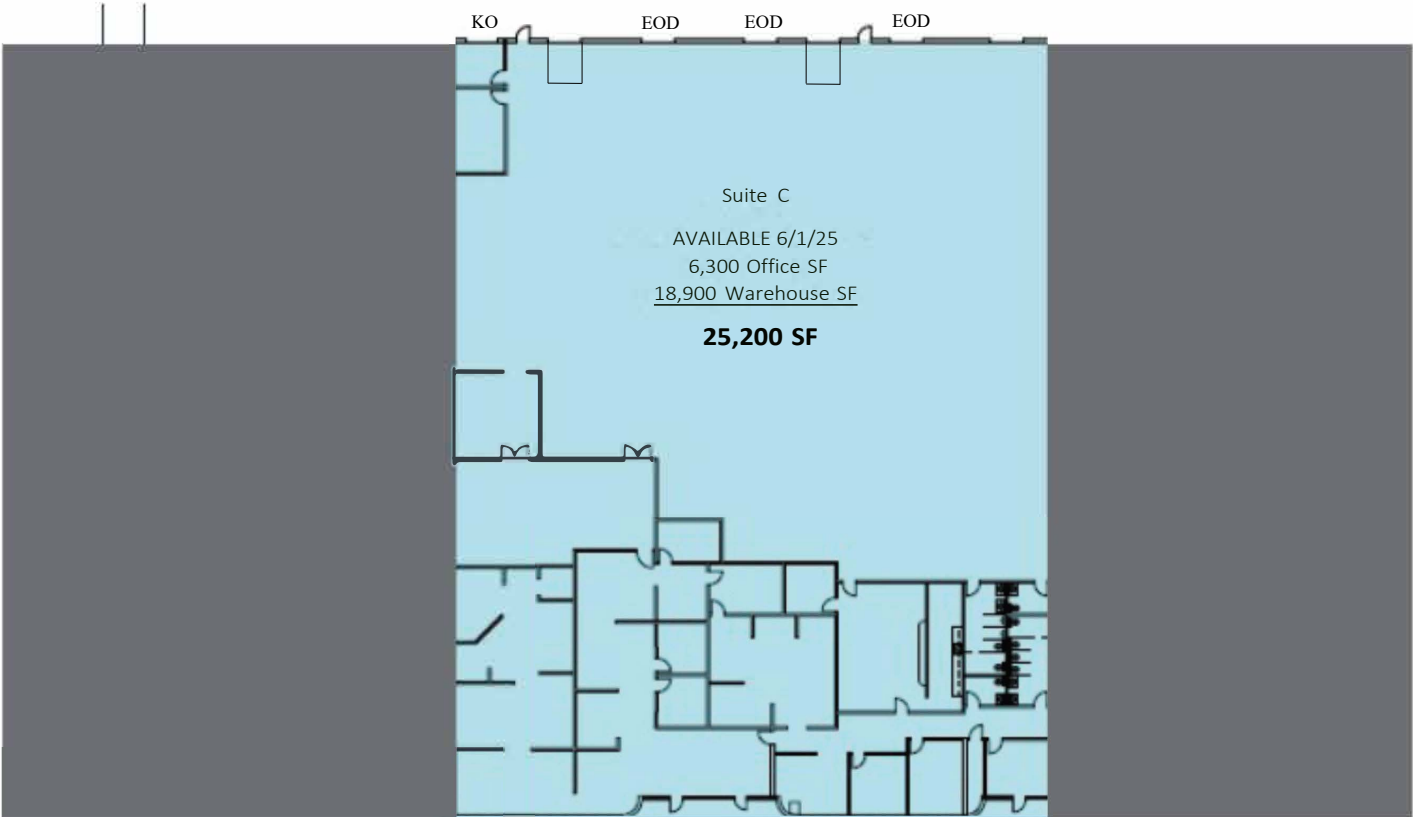 KO EOD EOD EOD
Suite C
AVAILABLE 6/1/25
6,300 Office SF
18,900 Warehouse SF
25,200 SF